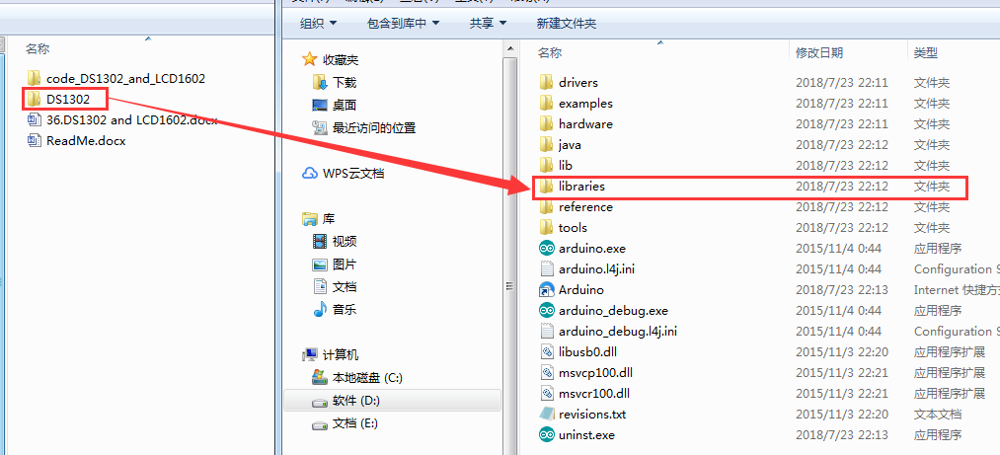 组织 包含到库中 共享 新建文件夹
名称
code_DS1302_and_LCD1602
DS1302
36.DS1302 and LCD1602.docx
ReadMe.docx
收藏夹
下载
桌面
最近访问的位置
WPS云文档
库
视频
图片
文档
音乐
计算机
本地磁盘 (C:)
软件 (D:)
文档 (E:)
名称 修改日期 类型
drivers 2018/7/23 22:11 文件夹
examples 2018/7/23 22:11 文件夹
hardware 2018/7/23 22:11 文件夹
java 2018/7/23 22:12 文件夹
lib 2018/7/23 22:12 文件夹
libraries 2018/7/23 22:12 文件夹
reference 2018/7/23 22:12 文件夹
tools 2018/7/23 22:12 文件夹
arduino.exe 2015/11/4 0:44 应用程序
arduino.l4j.ini 2015/11/4 0:44 Configuration S
Arduino 2018/7/23 22:13 Internet 快捷方
arduino_debug.exe 2015/11/4 0:44 应用程序
arduino_debug.l4j.ini 2015/11/4 0:44 Configuration S
libusb0.dll 2015/11/3 22:20 应用程序扩展
msvcp100.dll 2015/11/3 22:21 应用程序扩展
msvcr100.dll 2015/11/3 22:21 应用程序扩展
revisions.txt 2015/11/3 22:20 文本文档
uninst.exe 2018/7/23 22:13 应用程序